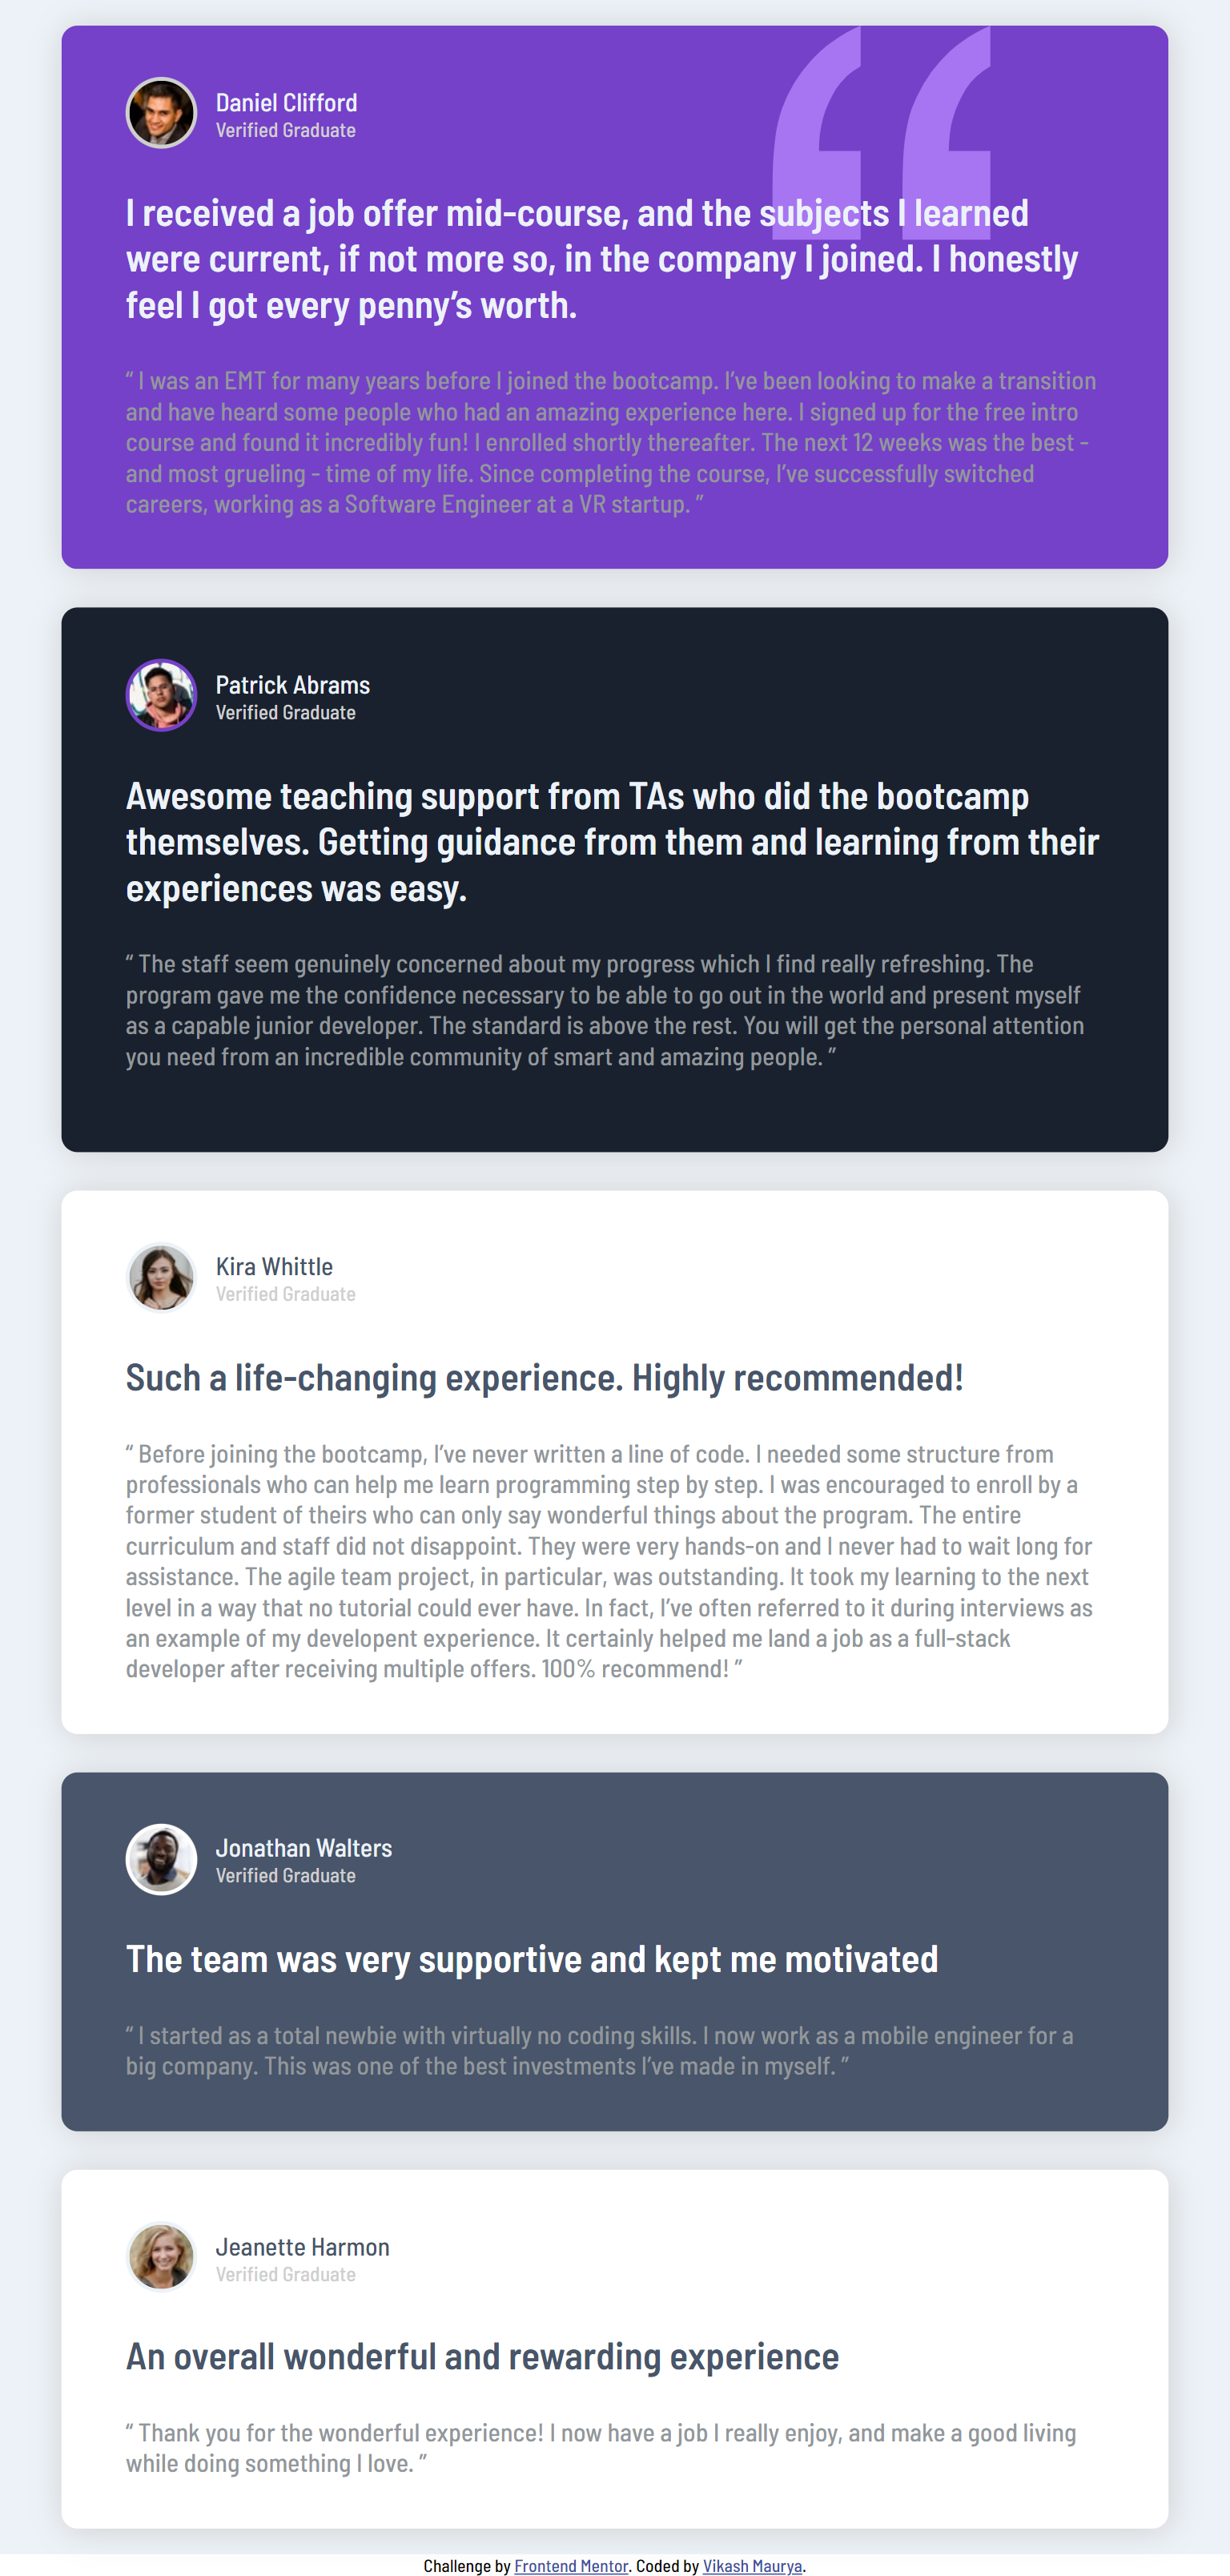 Daniel Clifford
Verified Graduate
I received a job offer mid-course, and the subjects I learned
were current, if not more so, in the company I joined. I honestly
feel I got every penny’s worth.
“ I was an EMT for many years before I joined the bootcamp. I’ve been looking to make a transition
and have heard some people who had an amazing experience here. I signed up for the free intro
course and found it incredibly fun! I enrolled shortly thereafter. The next 12 weeks was the best -
and most grueling - time of my life. Since completing the course, I’ve successfully switched
careers, working as a Software Engineer at a VR startup. ”
Patrick Abrams
Verified Graduate
Awesome teaching support from TAs who did the bootcamp
themselves. Getting guidance from them and learning from their
experiences was easy.
“ The staff seem genuinely concerned about my progress which I find really refreshing. The
program gave me the confidence necessary to be able to go out in the world and present myself
as a capable junior developer. The standard is above the rest. You will get the personal attention
you need from an incredible community of smart and amazing people. ”
Kira Whittle
Verified Graduate
Such a life-changing experience. Highly recommended!
“ Before joining the bootcamp, I’ve never written a line of code. I needed some structure from
professionals who can help me learn programming step by step. I was encouraged to enroll by a
former student of theirs who can only say wonderful things about the program. The entire
curriculum and staff did not disappoint. They were very hands-on and I never had to wait long for
assistance. The agile team project, in particular, was outstanding. It took my learning to the next
level in a way that no tutorial could ever have. In fact, I’ve often referred to it during interviews as
an example of my developent experience. It certainly helped me land a job as a full-stack
developer after receiving multiple offers. 100% recommend! ”
Jonathan Walters
Verified Graduate
The team was very supportive and kept me motivated
“ I started as a total newbie with virtually no coding skills. I now work as a mobile engineer for a
big company. This was one of the best investments I’ve made in myself. ”
Jeanette Harmon
Verified Graduate
An overall wonderful and rewarding experience
“ Thank you for the wonderful experience! I now have a job I really enjoy, and make a good living
while doing something I love. ”
Challenge by Frontend Mentor. Coded by Vikash Maurya.